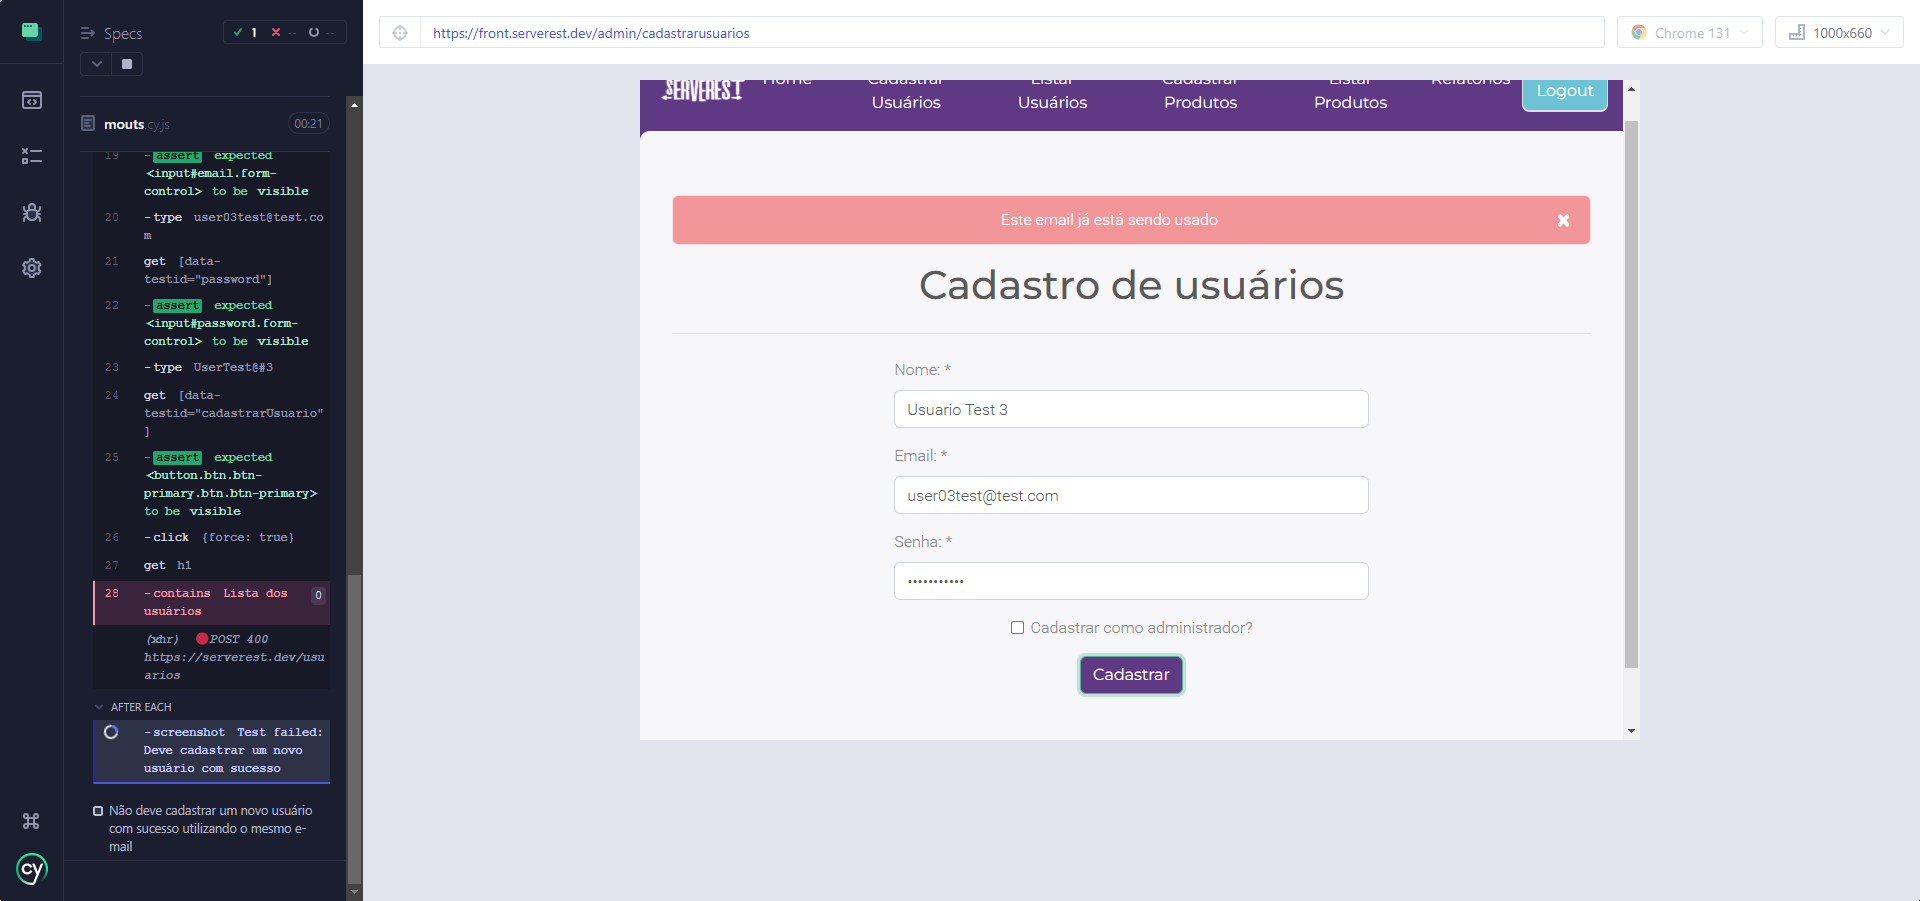 Specs
1
--
--
mouts.cy.js
00:21
19
-assert expected
<input#email.form-
control> to be visible
20
-type user03test@test.co
m
21
get [data-
testid="password"]
22
-assert expected
<input#password.form-
control> to be visible
23
-type UserTest@#3
24
get [data-
testid="cadastrarUsuario"
]
25
-assert expected
<button.btn.btn-
primary.btn.btn-primary>
to be visible
26
-click {force: true}
27
get h1
28
-contains Lista dos
usuários
0
(xhr) POST 400
https://serverest.dev/usu
arios
AFTER EACH
-screenshot Test failed:
Deve cadastrar um novo
usuário com sucesso
Não deve cadastrar um novo usuário
com sucesso utilizando o mesmo e-
mail
cy
https://front.serverest.dev/admin/cadastrarusuarios
Chrome 131
1000x660
SERVEREST
Home
Cadastrar
Usuários
Listar
Usuários
Cadastrar
Produtos
Listar
Produtos
Relatórios
Logout
Este email já está sendo usado
Cadastro de usuários
Nome: *
Usuario Test 3
Email: *
user03test@test.com
Senha: *
•••••••••••
Cadastrar como administrador?
Cadastrar